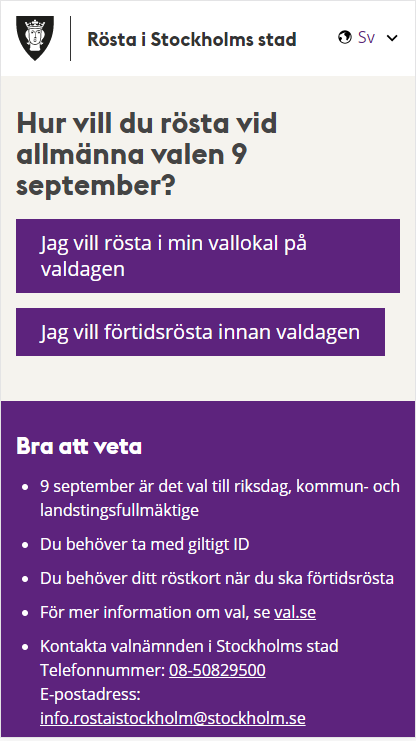 Rösta i Stockholms stad
Sv
Hur vill du rösta vid
allmänna valen 9
september?
Jag vill rösta i min vallokal på
valdagen
Jag vill förtidsrösta innan valdagen
Bra att veta
9 september är det val till riksdag, kommun- och
landstingsfullmäktige
Du behöver ta med giltigt ID
Du behöver ditt röstkort när du ska förtidsrösta
För mer information om val, se val.se
Kontakta valnämnden i Stockholms stad
Telefonnummer: 08-50829500
E-postadress:
info.rostaistockholm@stockholm.se